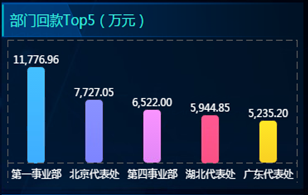 部门回款Top5（万元）
11,776.96
7,727.05
6,522.00
5,944.85
5,235.20
第一事业部 北京代表处 第四事业部 湖北代表处 广东代表处